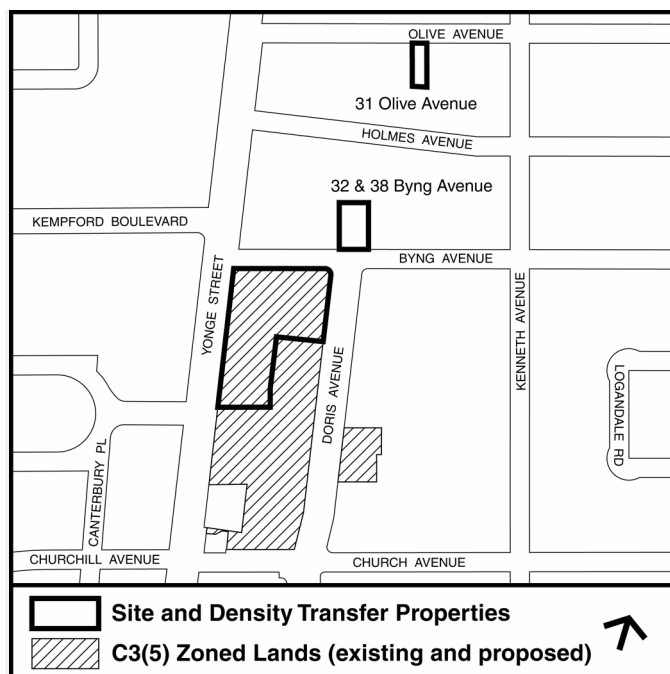 OLIVE AVENUE
31 Olive Avenue
HOLMES AVENUE
32 & 38 Byng Avenue
KEMPFORD BOULEVARD
BYNG AVENUE
YONGE STREET
KENNETH AVENUE
DORIS AVENUE
LOGANDALE RD
CANTERBURY PL
CHURCHILL AVENUE
CHURCH AVENUE
Site and Density Transfer Properties
C3(5) Zoned Lands (existing and proposed)